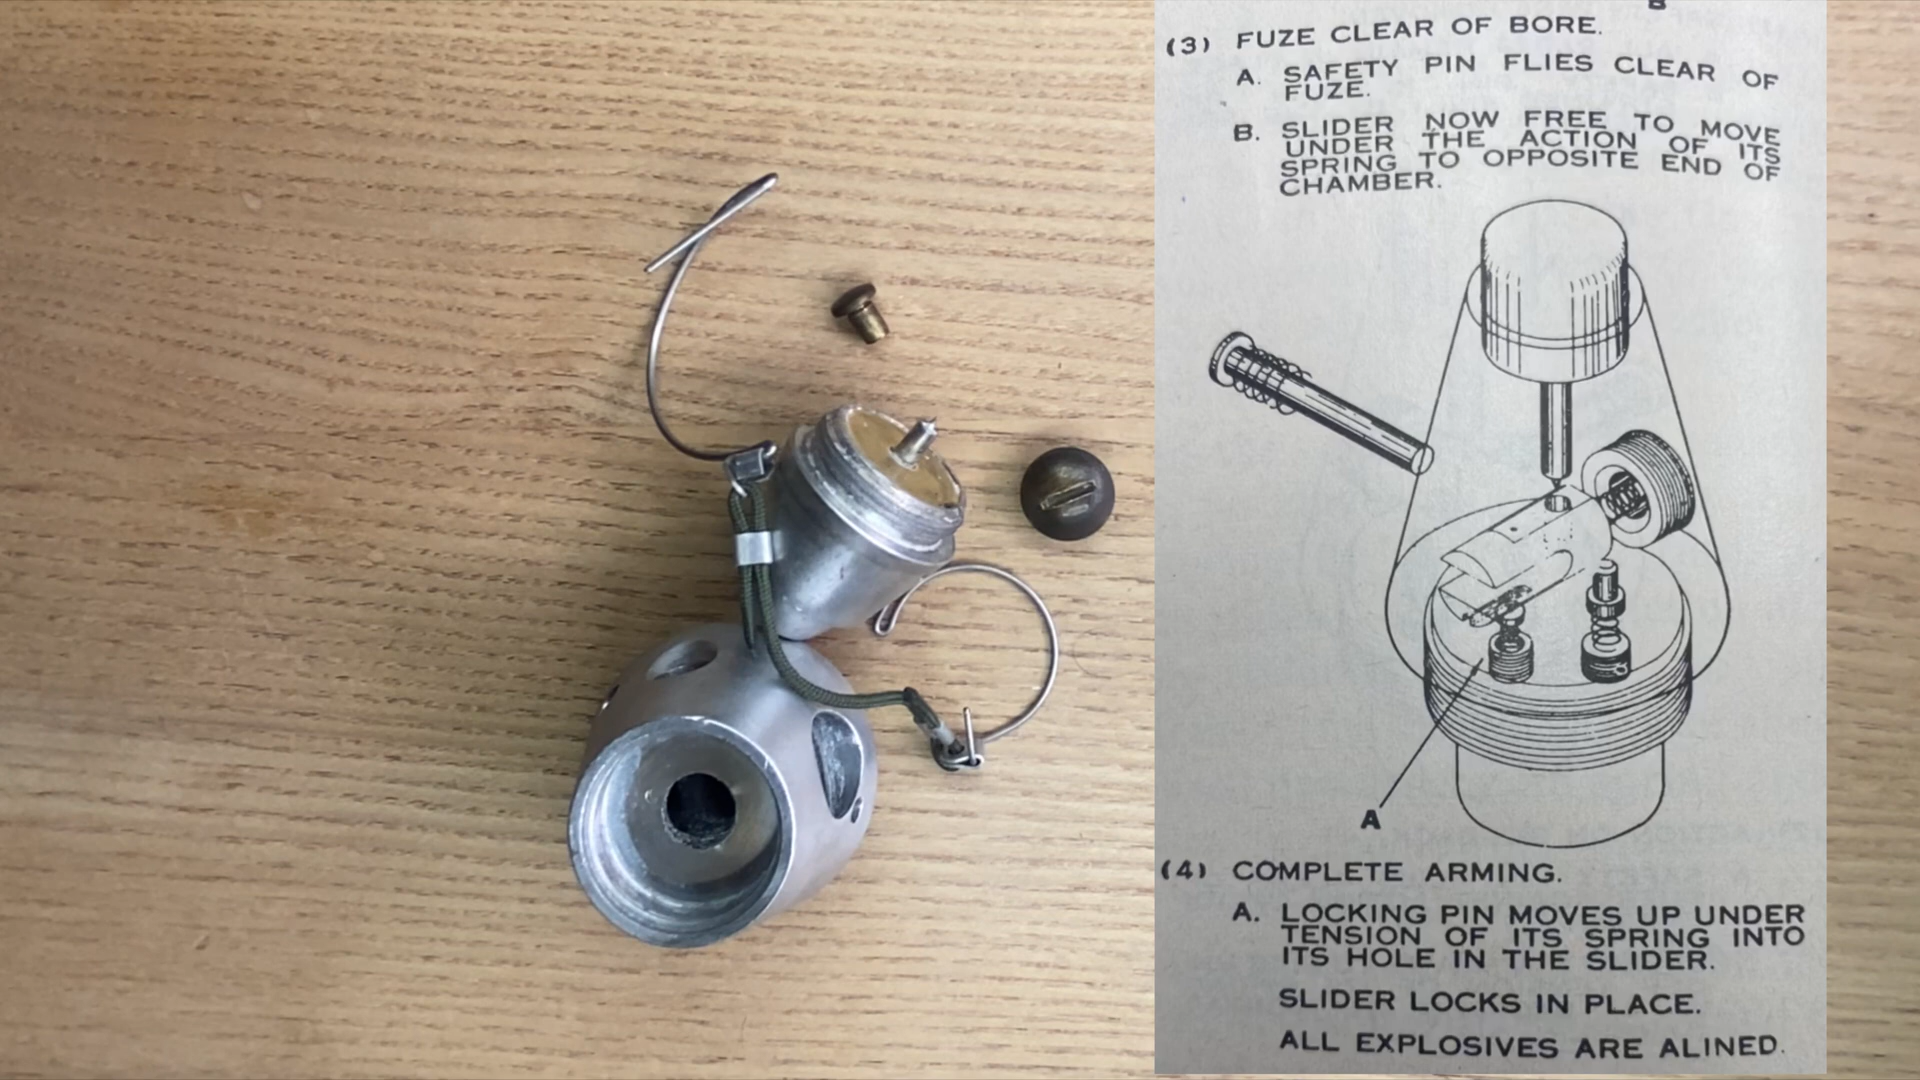 B
(3) FUZE CLEAR OF BORE.
A. SAFETY PIN FLIES CLEAR OF
FUZE.
B. SLIDER NOW FREE TO MOVE
UNDER THE ACTION OF ITS
SPRING TO OPPOSITE END OF
CHAMBER.
A
(4) COMPLETE ARMING.
A. LOCKING PIN MOVES UP UNDER
TENSION OF ITS SPRING INTO
ITS HOLE IN THE SLIDER.
SLIDER LOCKS IN PLACE.
ALL EXPLOSIVES ARE ALINED.